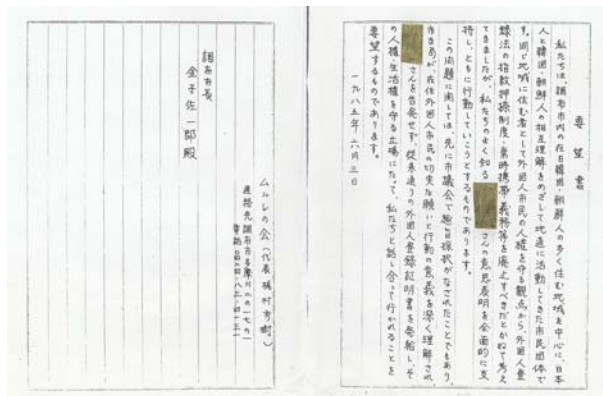 要望書
私たちは、調布市内の在日韓国・朝鮮人の多く住む地域を中心に、日本
人と韓国・朝鮮人の相互理解をめざして地道に活動してきた市民団体で
す。同じ地域に住む者として外国人市民の人権を守る観点から、外国人登
録法の指紋押捺制度・常時携帯義務等を廃止すべきだとかねて考え
てきましたが、私たちのよく知る
さんの意思表明を全面的に支
持し、ともに行動していこうとするものであります。
この問題に関しては、先に市議会で趣旨採択がなされたことでもあり、
市当局が、在住外国人市民の切実な願いと行動の意義を深く理解され、
さんを告発せず、従来通りの外国人登録証明書を発給し、そ
の人権・生活権を守る立場にたって、私たちと話し合って行かれることを
要望するものであります。
一九八五年六月三日
ムルレの会(代表
連絡先 調布市多摩川
調布市長
金子佐一郎殿